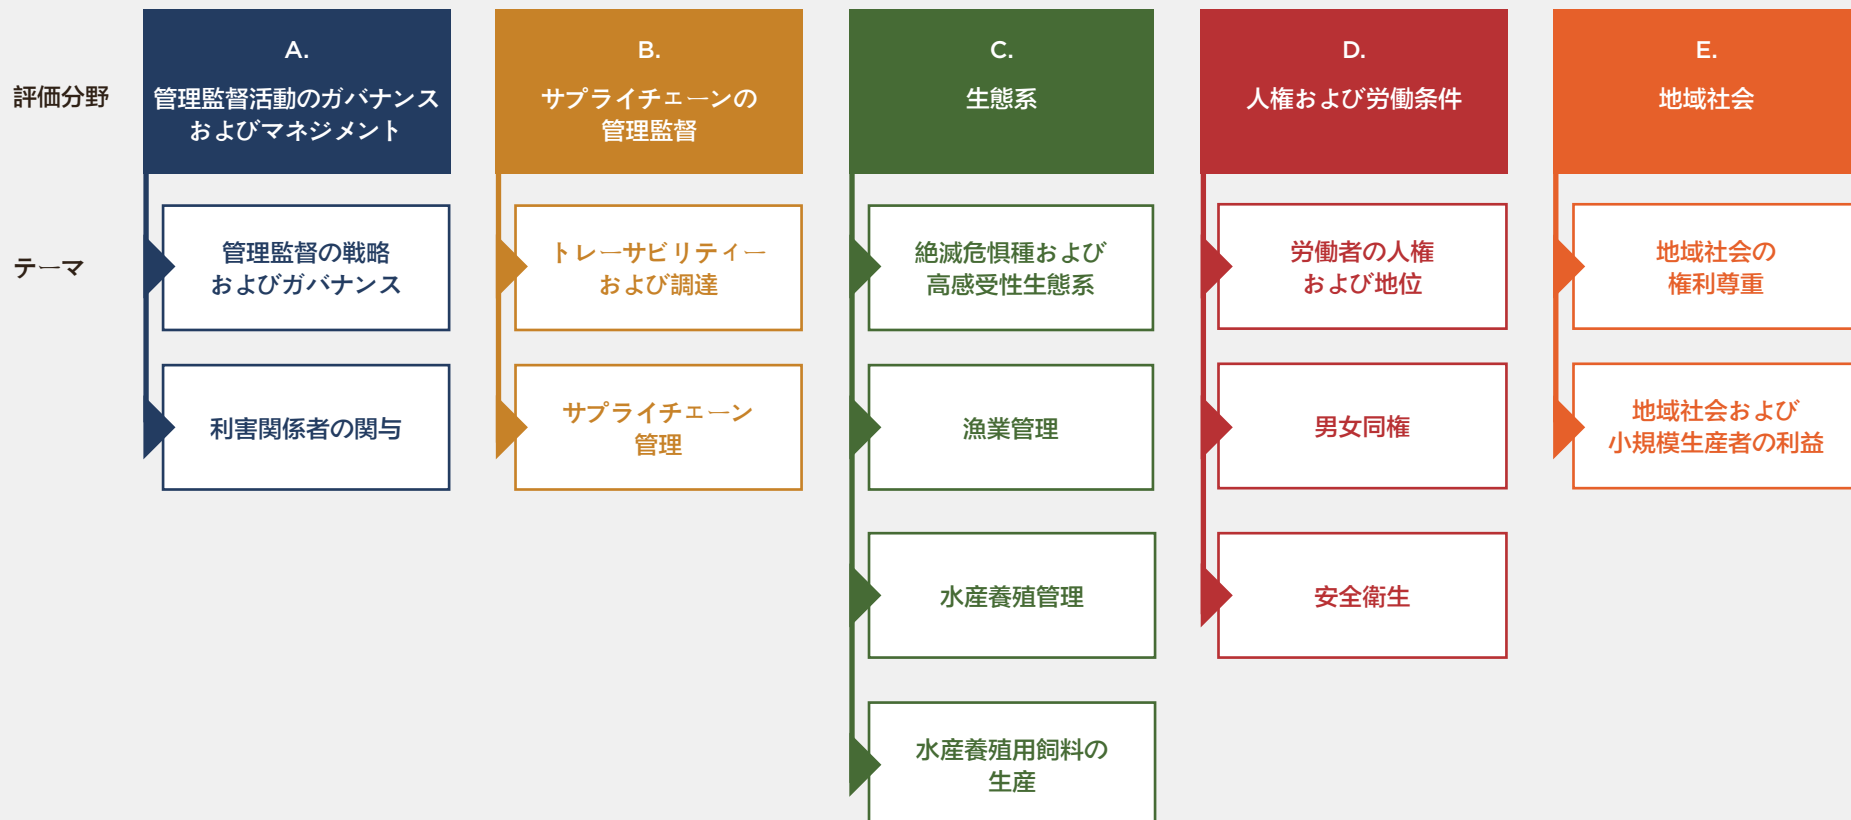 評価分野
A.
管理監督活動のガバナンス
およびマネジメント
B.
サプライチェーンの
管理監督
C.
生態系
D.
人権および労働条件
E.
地域社会
テーマ
管理監督の戦略
およびガバナンス
利害関係者の関与
トレーサビリティー
および調達
サプライチェーン
管理
絶滅危惧種および
高感受性生態系
漁業管理
水産養殖管理
水産養殖用飼料の
生産
労働者の人権
および地位
男女同権
安全衛生
地域社会の
権利尊重
地域社会および
小規模生産者の利益